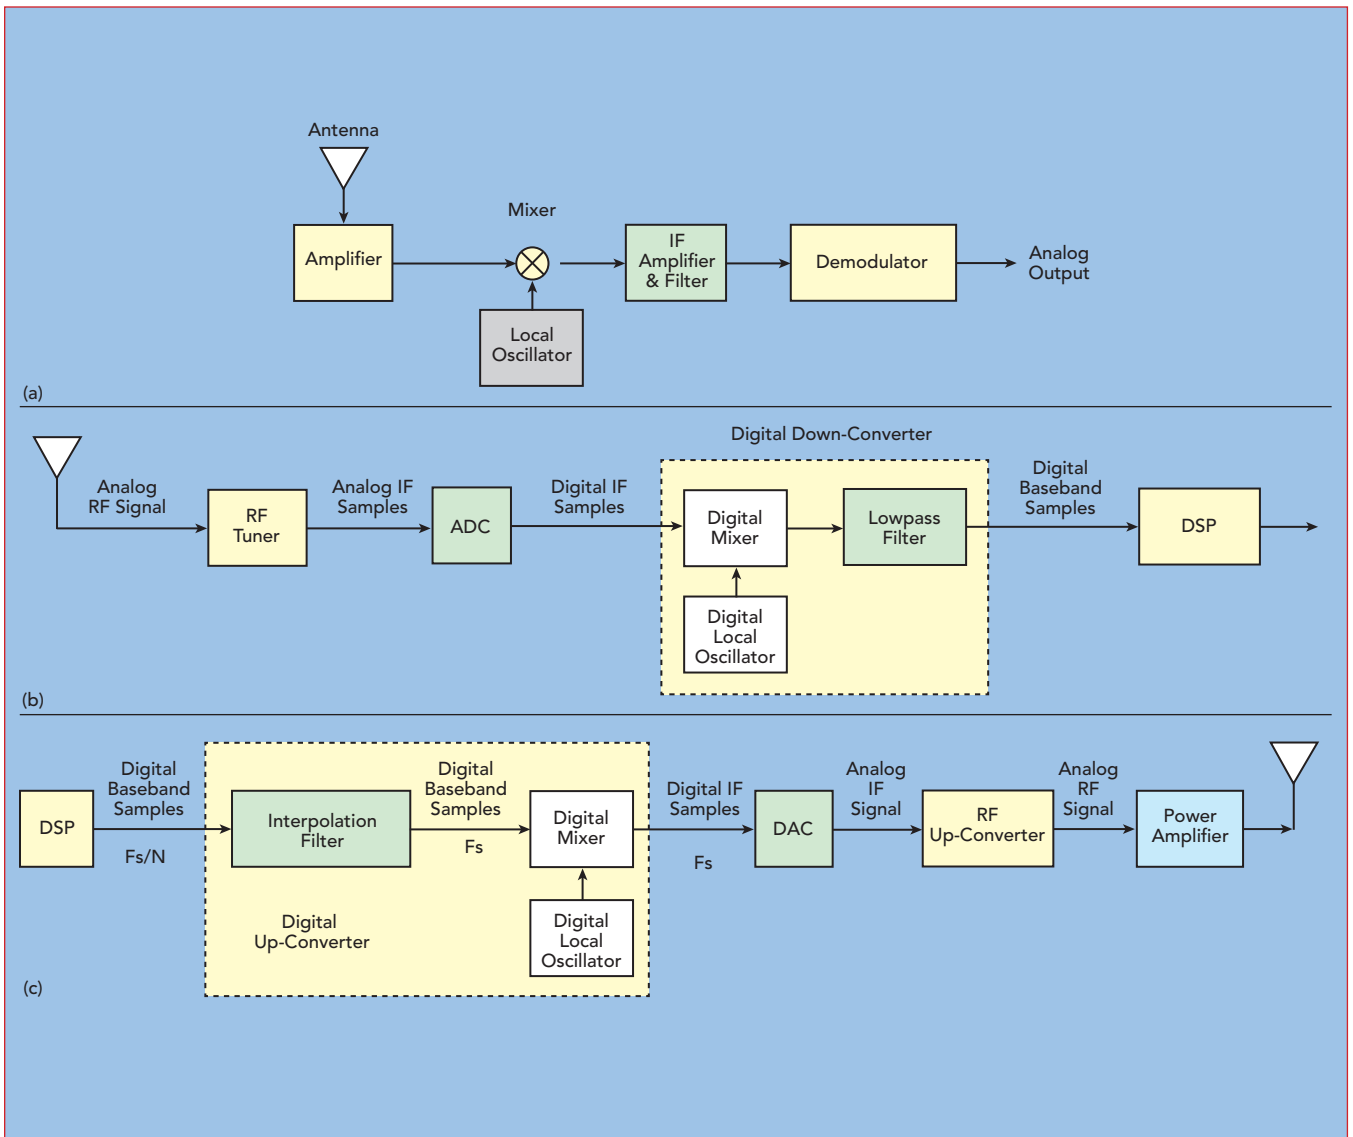 Antenna
Mixer
Amplifier
IF
Amplifier
& Filter
Demodulator
Analog
Output
Local
Oscillator
(a)
Digital Down-Converter
Analog
RF Signal
RF
Tuner
Analog IF
Samples
ADC
Digital IF
Samples
Digital
Mixer
Lowpass
Filter
Digital
Baseband
Samples
DSP
Digital
Local
Oscillator
(b)
DSP
Digital
Baseband
Samples
Fs/N
Interpolation
Filter
Digital
Baseband
Samples
Fs
Digital
Mixer
Digital IF
Samples
Fs
DAC
Analog
IF
Signal
RF
Up-Converter
Analog
RF
Signal
Power
Amplifier
Digital
Up-Converter
Digital
Local
Oscillator
(c)